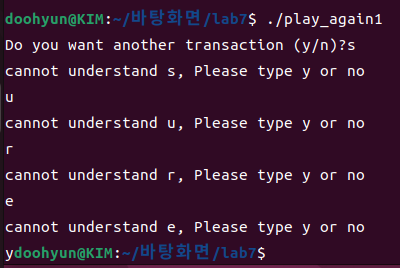 doohyun@KIM:~/바탕화면/lab7$ ./play_again1
Do you want another transaction (y/n)?s
cannot understand s, Please type y or no
u
cannot understand u, Please type y or no
r
cannot understand r, Please type y or no
e
cannot understand e, Please type y or no
ydoohyun@KIM:~/바탕화면/lab7$